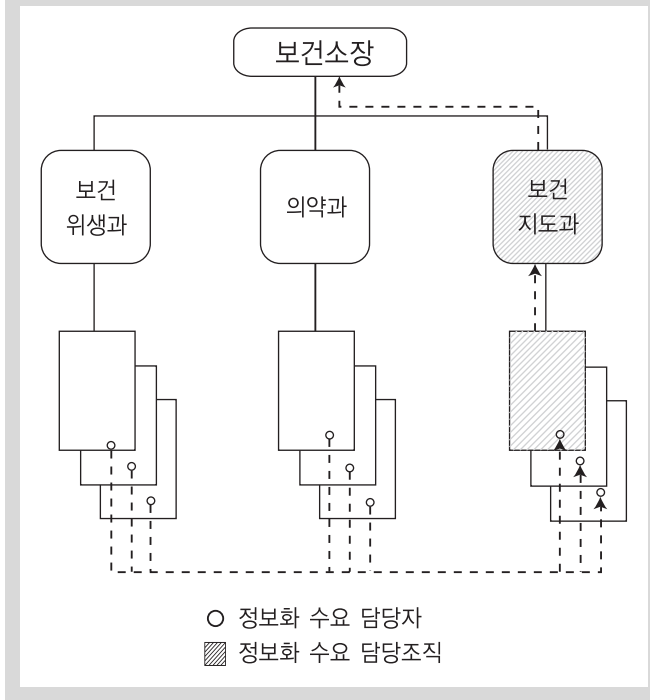 보건소장
보건
위생과
의약과
보건
지도과
정보화 수요 담당자
정보화 수요 담당조직